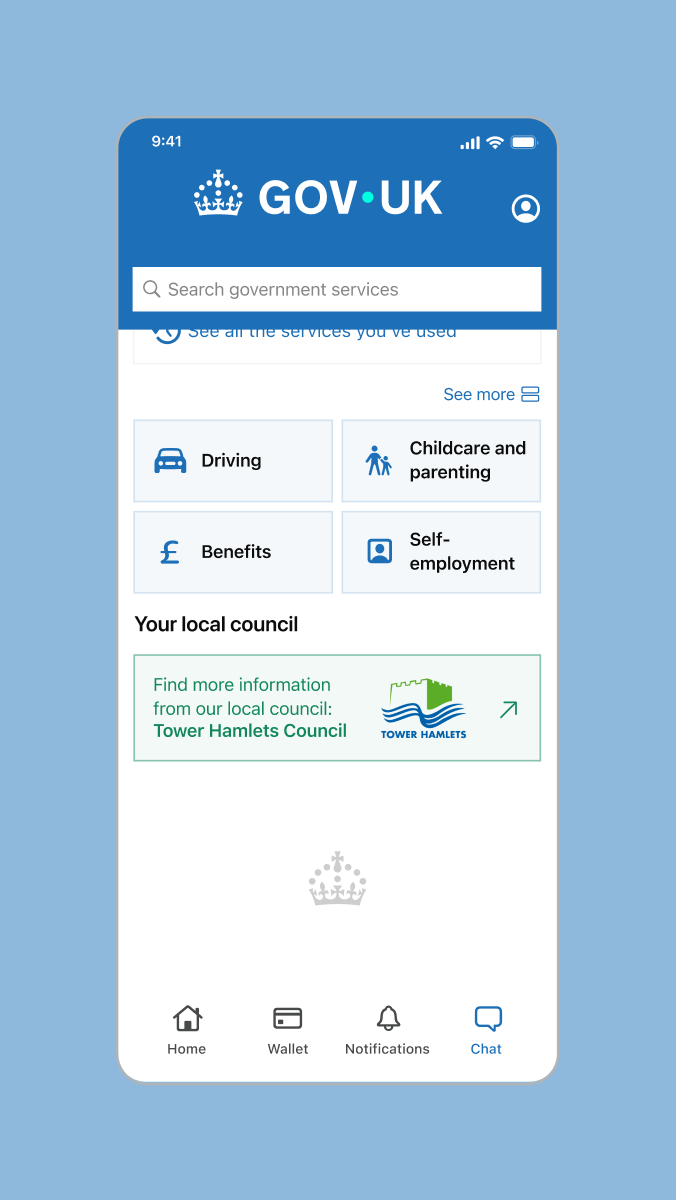 9:41
GOV·UK
Search government services
See all the services you've used
See more
Driving
Childcare and
parenting
Benefits
Self-
employment
Your local council
Find more information
from our local council:
Tower Hamlets Council
TOWER HAMLETS
Home
Wallet
Notifications
Chat